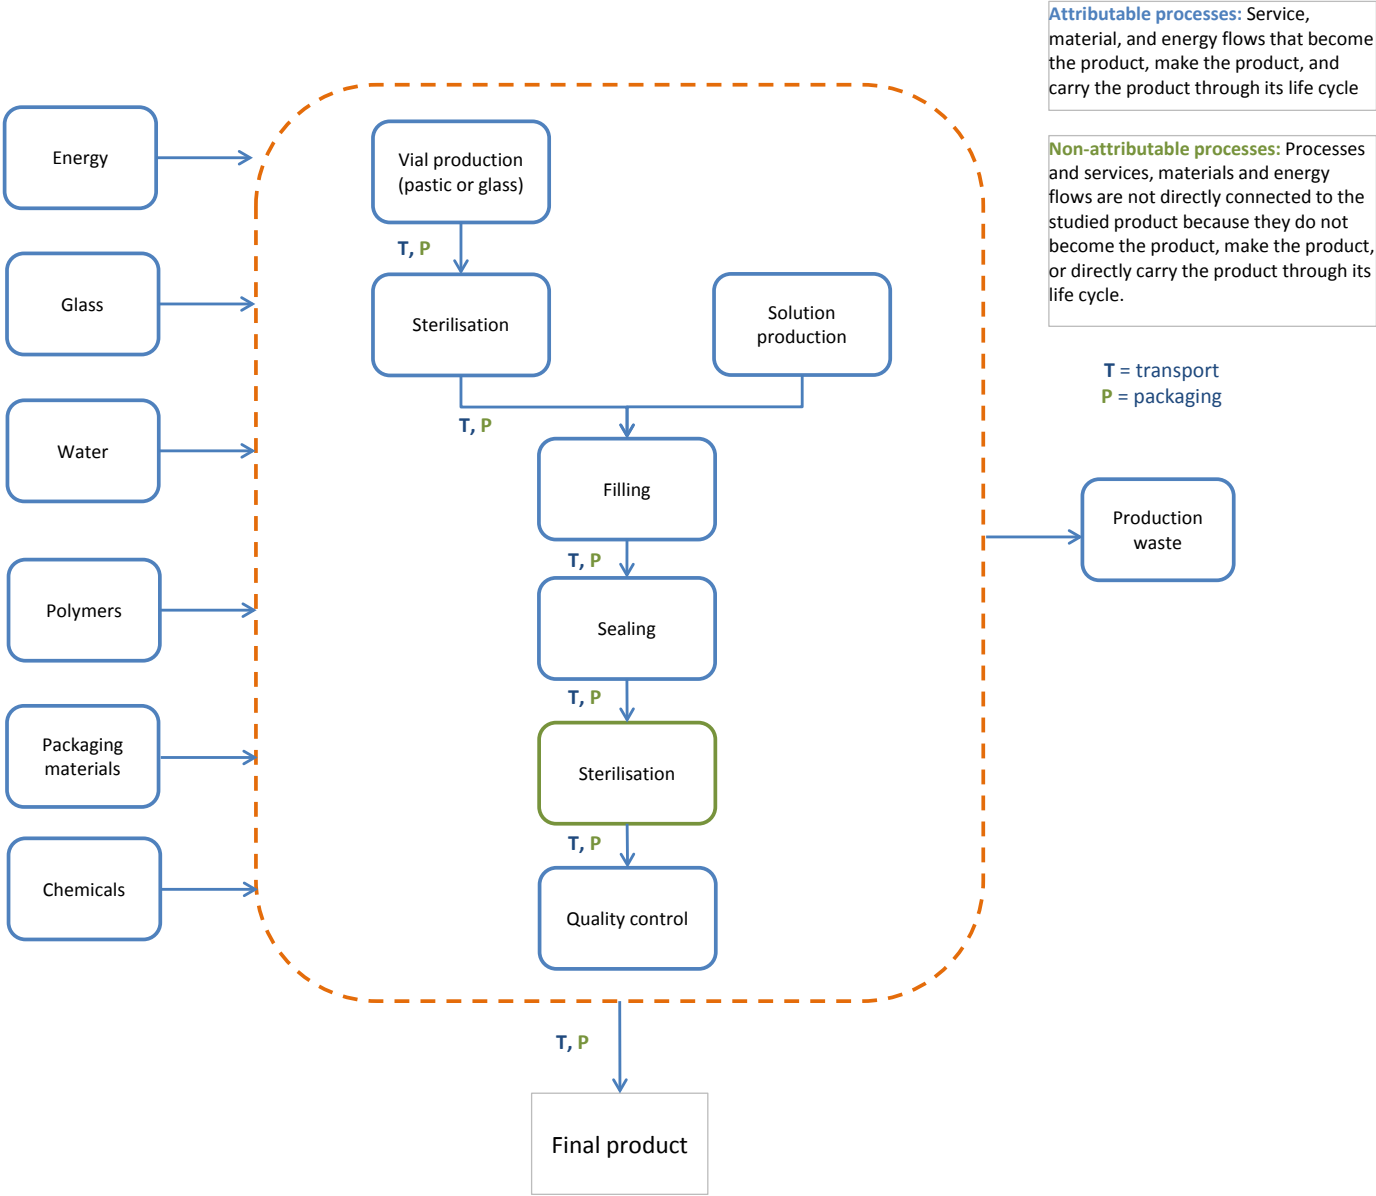 Attributable processes: Service,
material, and energy flows that become
the product, make the product, and
carry the product through its life cycle
Non-attributable processes: Processes
and services, materials and energy
flows are not directly connected to the
studied product because they do not
become the product, make the product,
or directly carry the product through its
life cycle.
T = transport
P = packaging
Energy
Glass
Water
Polymers
Packaging
materials
Chemicals
Vial production
(pastic or glass)
T, P
Sterilisation
Solution
production
T, P
Filling
T, P
Sealing
T, P
Sterilisation
T, P
Quality control
Production
waste
T, P
Final product